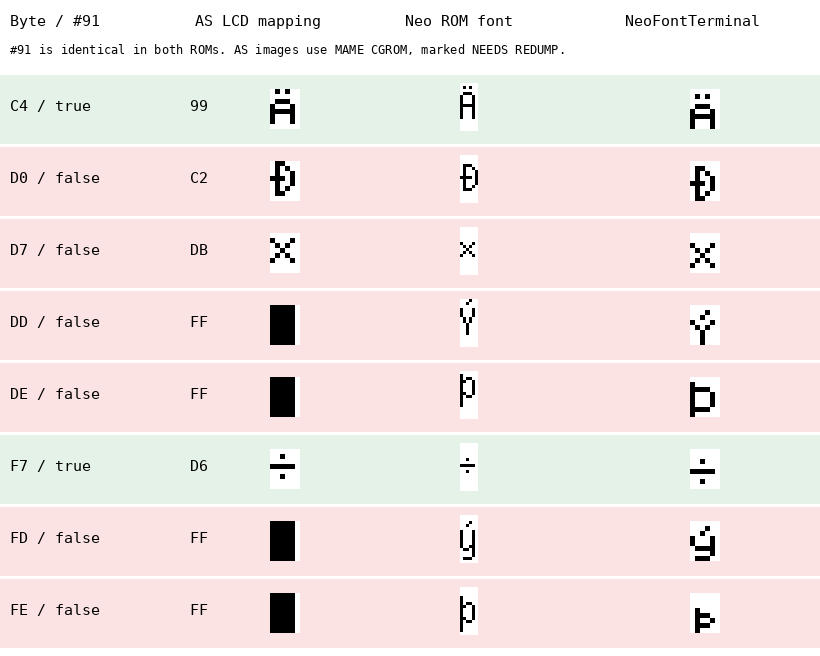 Byte / #91 AS LCD mapping Neo ROM font NeoFontTerminal
#91 is identical in both ROMs. AS images use MAME CGROM, marked NEEDS REDUMP.
C4 / true 99 Ä Ä Ä
D0 / false C2 Ð Ð Ð
D7 / false DB × × ×
DD / false FF Ý Ý
DE / false FF Þ Þ
F7 / true D6 ÷ ÷ ÷
FD / false FF ý ý
FE / false FF þ þ